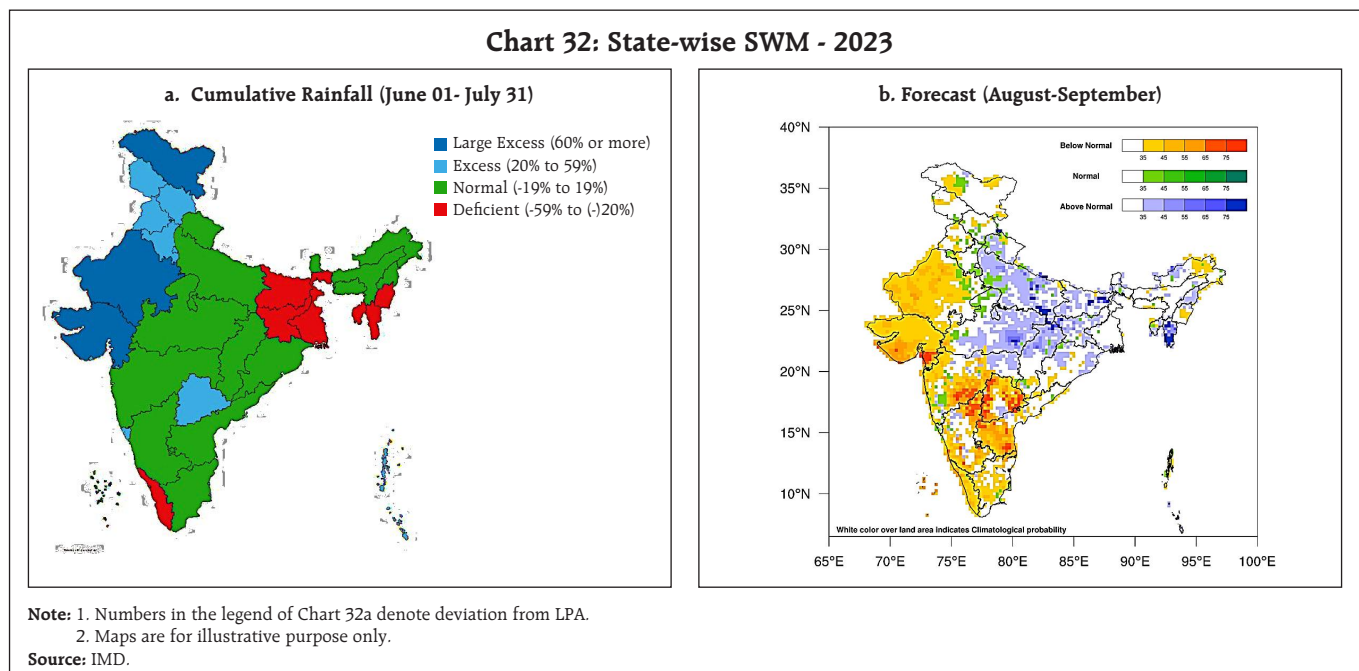 Chart 32: State-wise SWM - 2023
a. Cumulative Rainfall (June 01- July 31)
Large Excess (60% or more)
Excess (20% to 59%)
Normal (-19% to 19%)
Deficient (-59% to (-)20%)
b. Forecast (August-September)
40°N
35°N
30°N
25°N
20°N
15°N
10°N
Below Normal
35 45 55 65 75
Normal
35 45 55 65 75
Above Normal
35 45 55 65 75
White color over land area indicates Climatological probability
65°E 70°E 75°E 80°E 85°E 90°E 95°E 100°E
Note: 1. Numbers in the legend of Chart 32a denote deviation from LPA.
2. Maps are for illustrative purpose only.
Source: IMD.